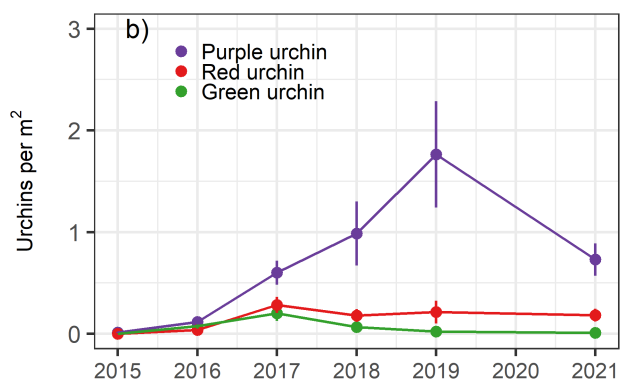 b)
Purple urchin
Red urchin
Green urchin
Urchins per m²
3
2
1
0
2015 2016 2017 2018 2019 2020 2021